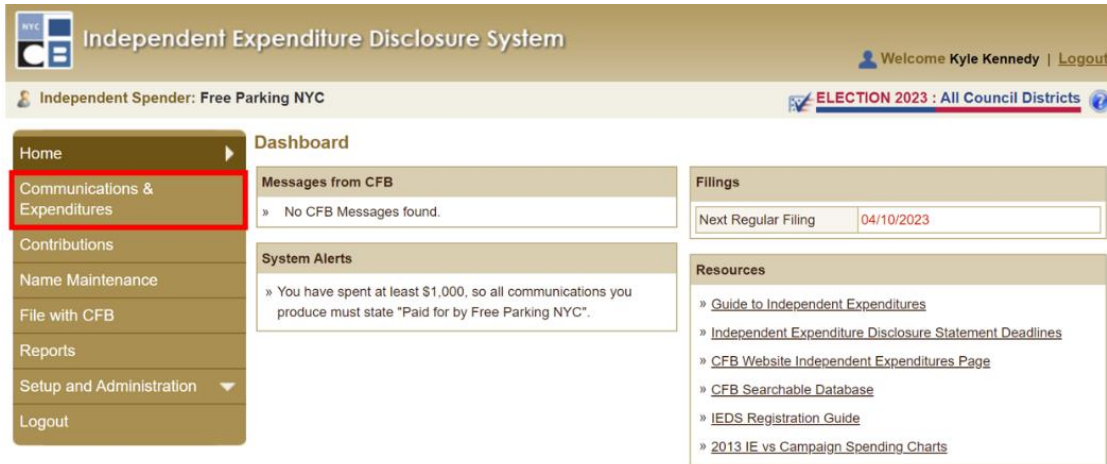 NYC
CB
Independent Expenditure Disclosure System
Welcome Kyle Kennedy | Logout
Independent Spender: Free Parking NYC
ELECTION 2023 : All Council Districts ?
Home
Communications &
Expenditures
Contributions
Name Maintenance
File with CFB
Reports
Setup and Administration
Logout
Dashboard
Messages from CFB
» No CFB Messages found.
System Alerts
» You have spent at least $1,000, so all communications you
produce must state "Paid for by Free Parking NYC".
Filings
Next Regular Filing 04/10/2023
Resources
» Guide to Independent Expenditures
» Independent Expenditure Disclosure Statement Deadlines
» CFB Website Independent Expenditures Page
» CFB Searchable Database
» IEDS Registration Guide
» 2013 IE vs Campaign Spending Charts